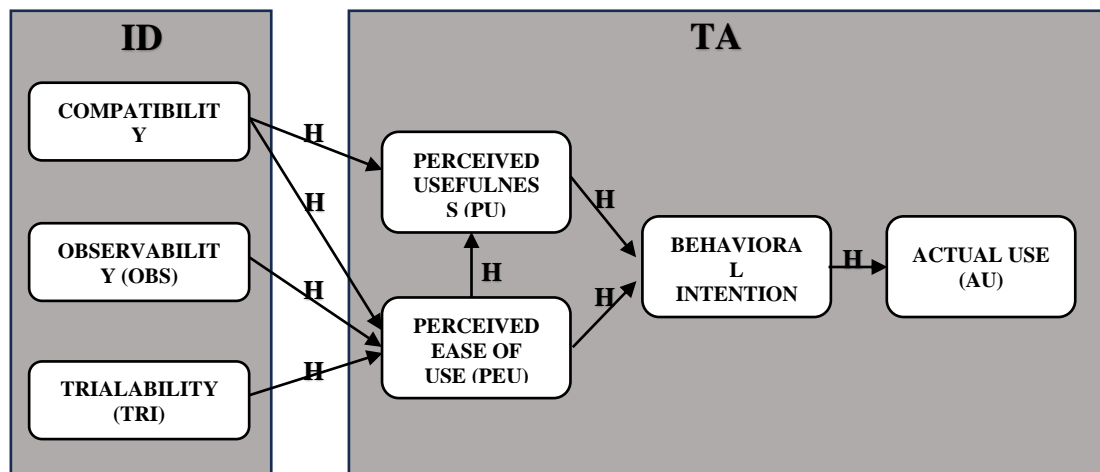 ID
TA
COMPATIBILIT
Y
H
PERCEIVED
USEFULNES
S (PU)
H
H
OBSERVABILIT
Y (OBS)
BEHAVIORA
L
INTENTION
H
ACTUAL USE
(AU)
H
H
H
PERCEIVED
EASE OF
USE (PEU)
TRIALABILITY
(TRI)
H